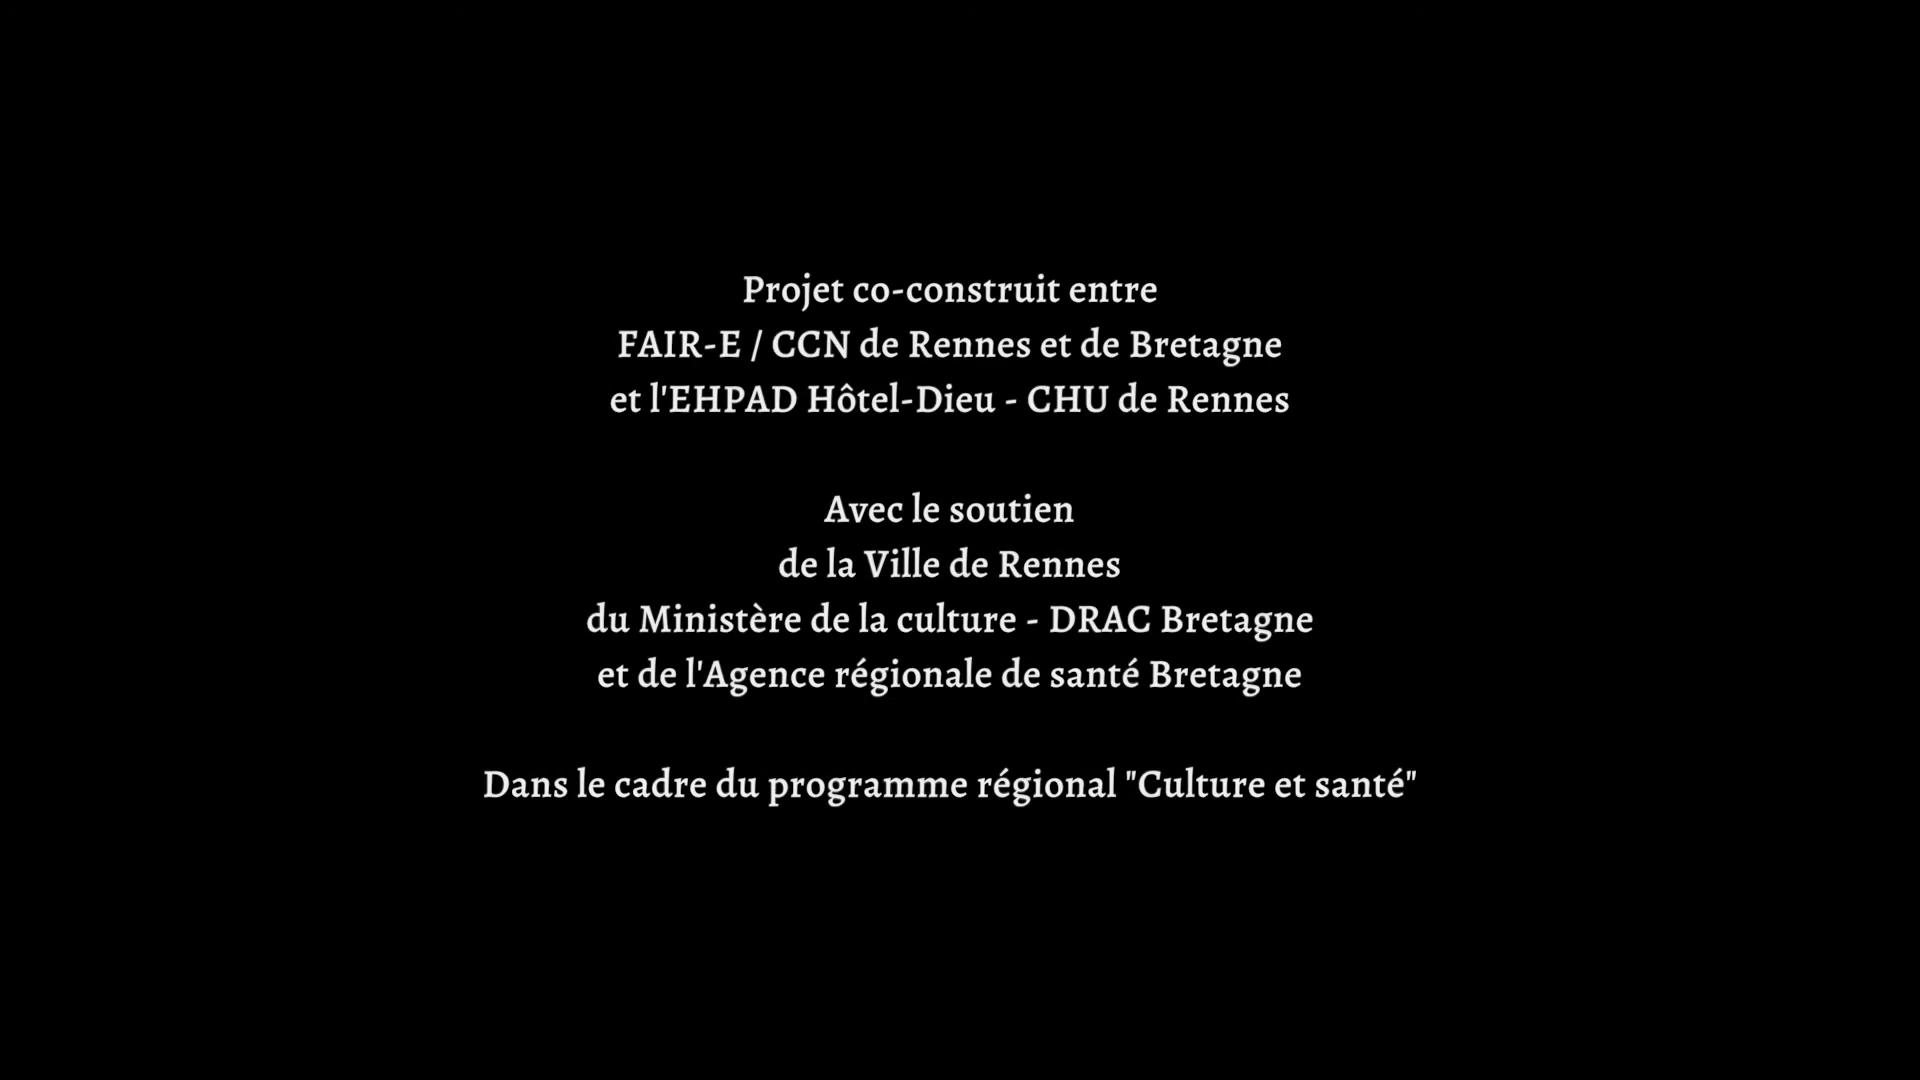 Projet co-construit entre
FAIR-E / CCN de Rennes et de Bretagne
et l'EHPAD Hôtel-Dieu - CHU de Rennes
Avec le soutien
de la Ville de Rennes
du Ministère de la culture - DRAC Bretagne
et de l'Agence régionale de santé Bretagne
Dans le cadre du programme régional "Culture et santé"